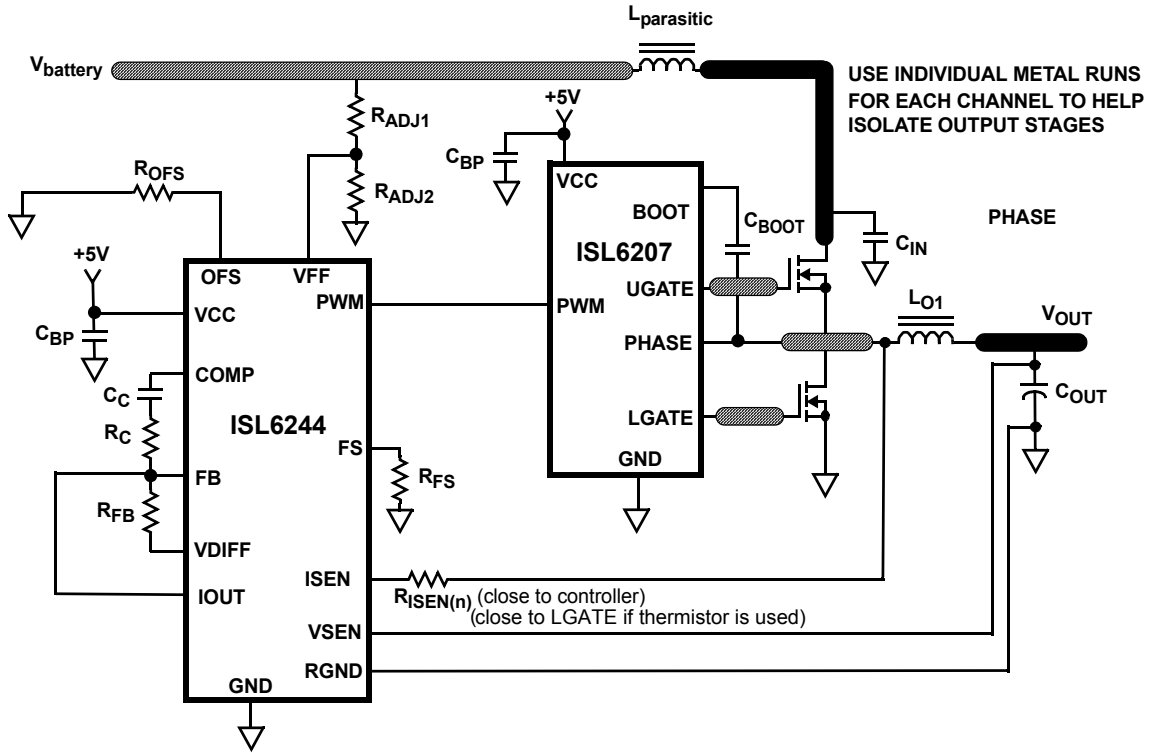 Lparasitic
Vbattery
USE INDIVIDUAL METAL RUNS
FOR EACH CHANNEL TO HELP
ISOLATE OUTPUT STAGES
+5V
RADJ1
CBP
ROFS
RADJ2
VCC
BOOT
CBOOT
PHASE
CIN
ISL6207
+5V
OFS
VFF
UGATE
PWM
PWM
LO1
VOUT
VCC
CBP
PHASE
COMP
CC
COUT
ISL6244
LGATE
RC
FS
GND
FB
RFS
RFB
VDIFF
ISEN
IOUT
RISEN(n) (close to controller)
(close to LGATE if thermistor is used)
VSEN
RGND
GND